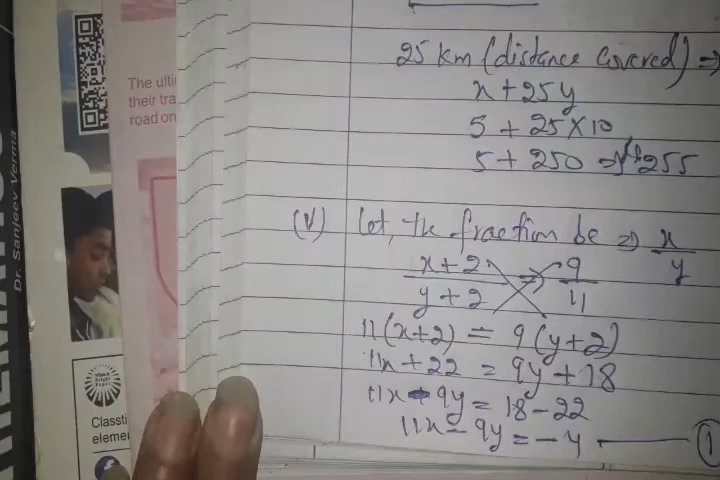 Dr. Sanjeev Verma
The ulti
their tra
road on
Classti
elemen
25 km (distance covered) ⇒
x + 25y
5 + 25 × 10
5 + 250 ⇒ ₹255
(V) Let, the fraction be ⇒ x/y
x+2/y+2 ⇒ 9/11
11(x+2) = 9(y+2)
11x + 22 = 9y + 18
11x - 9y = 18 - 22
11x - 9y = -4 —— (1